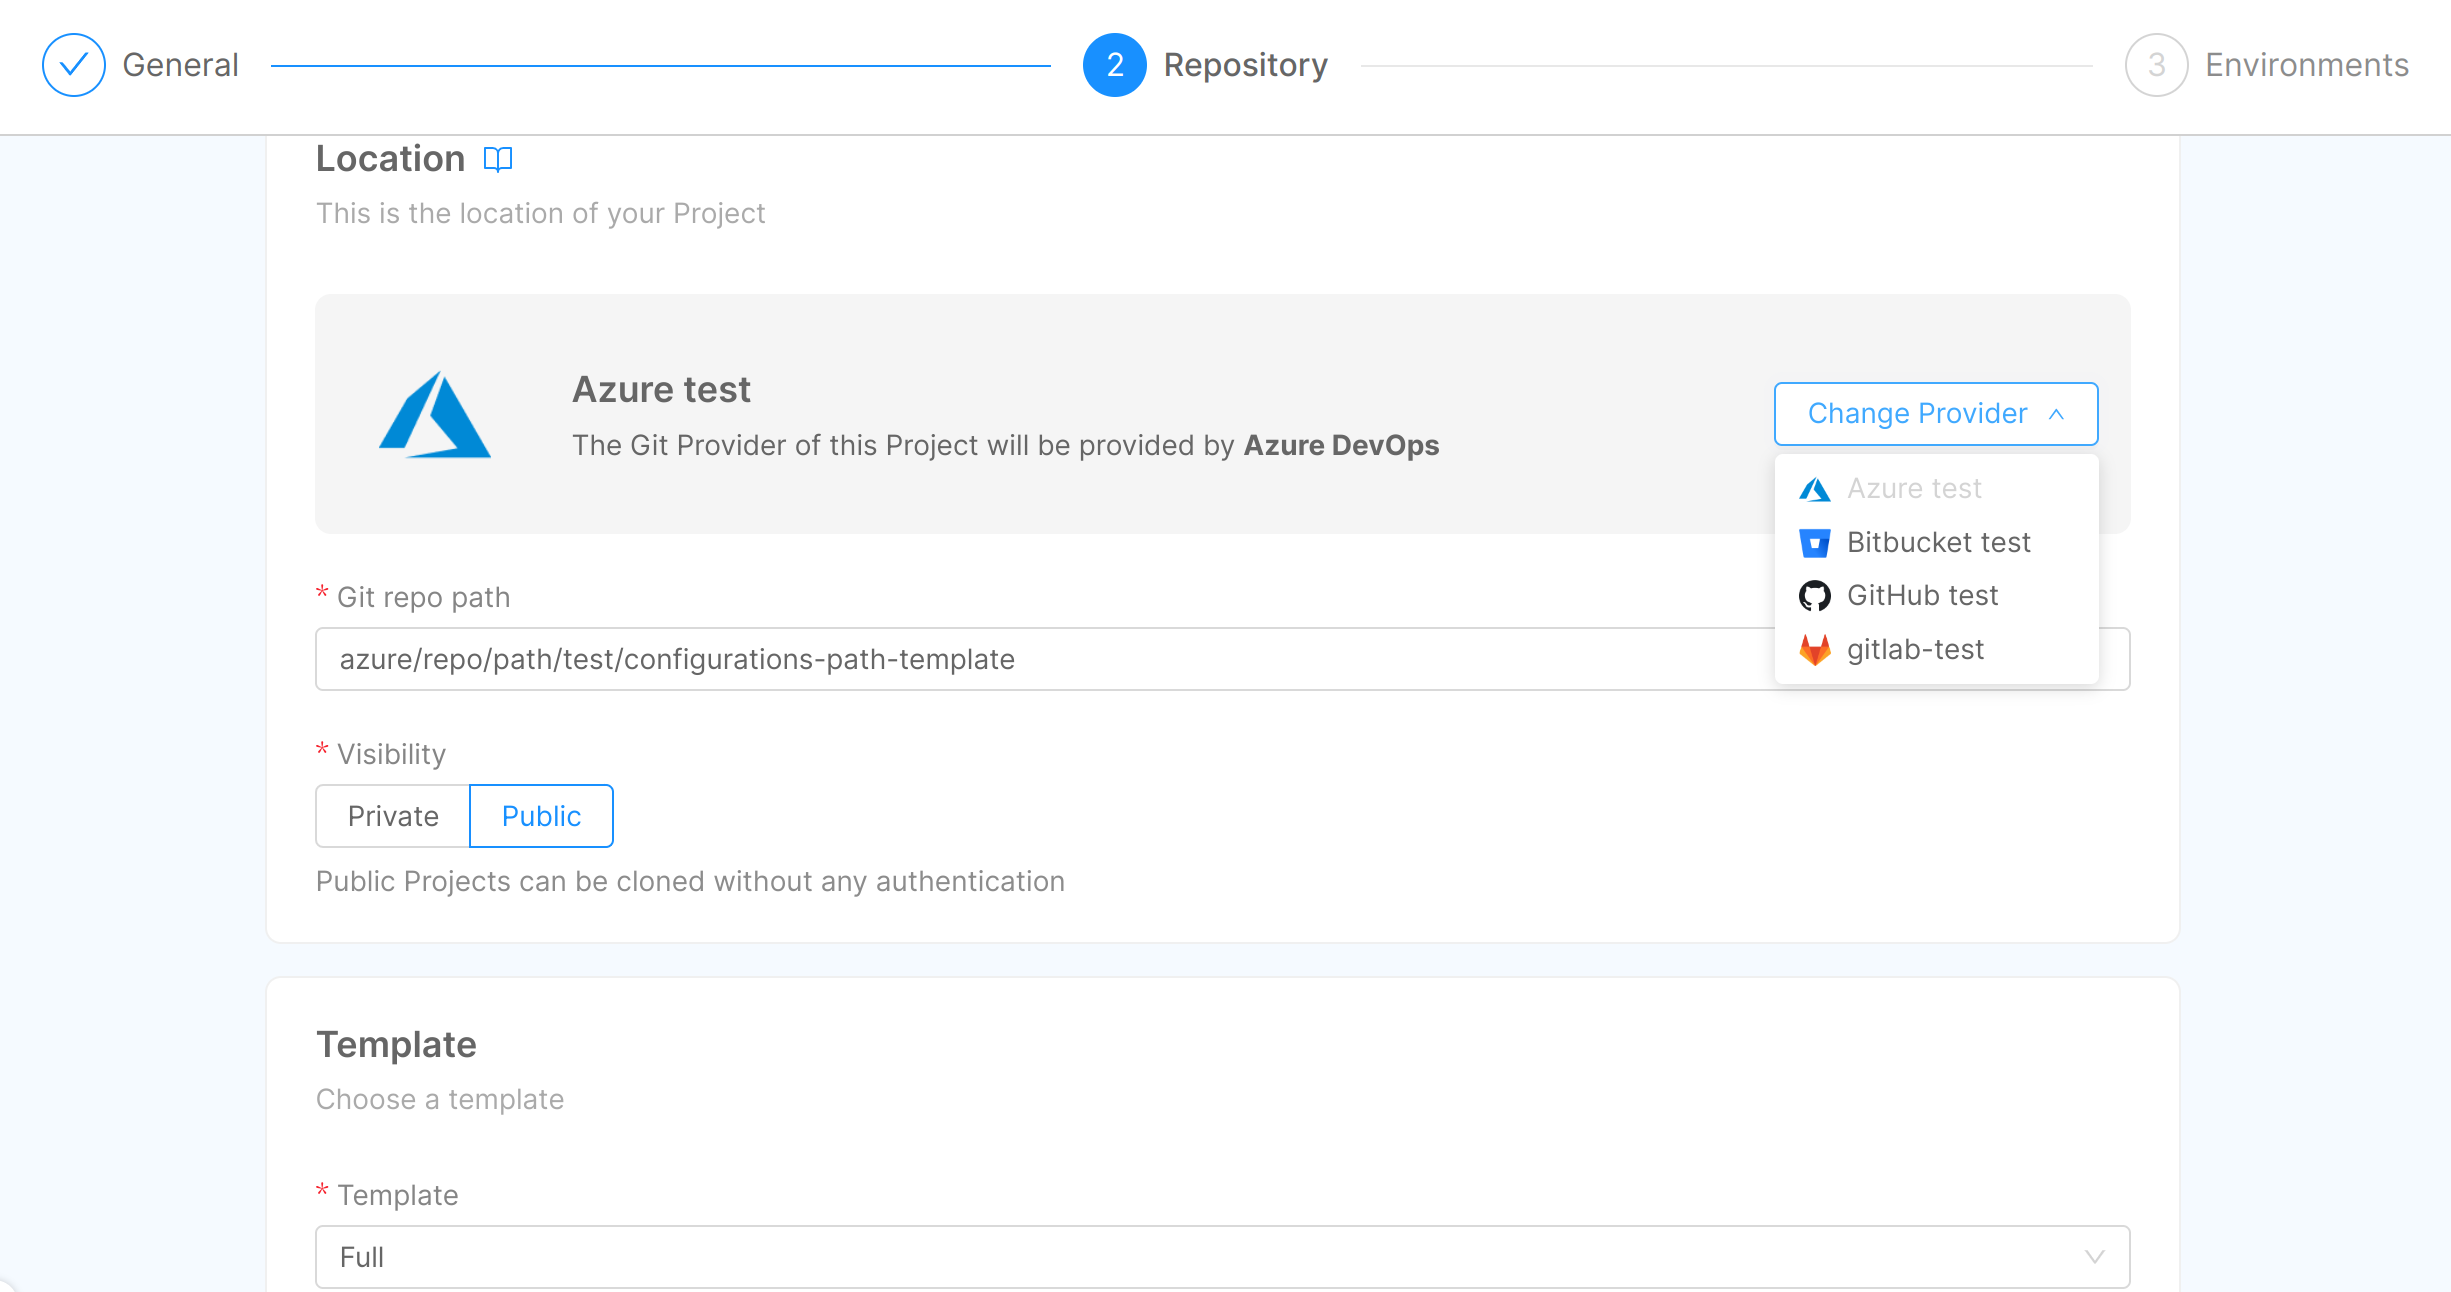 General
2 Repository
3 Environments
Location
This is the location of your Project
Azure test
The Git Provider of this Project will be provided by Azure DevOps
Change Provider
Azure test
Bitbucket test
GitHub test
gitlab-test
* Git repo path
azure/repo/path/test/configurations-path-template
* Visibility
Private Public
Public Projects can be cloned without any authentication
Template
Choose a template
* Template
Full